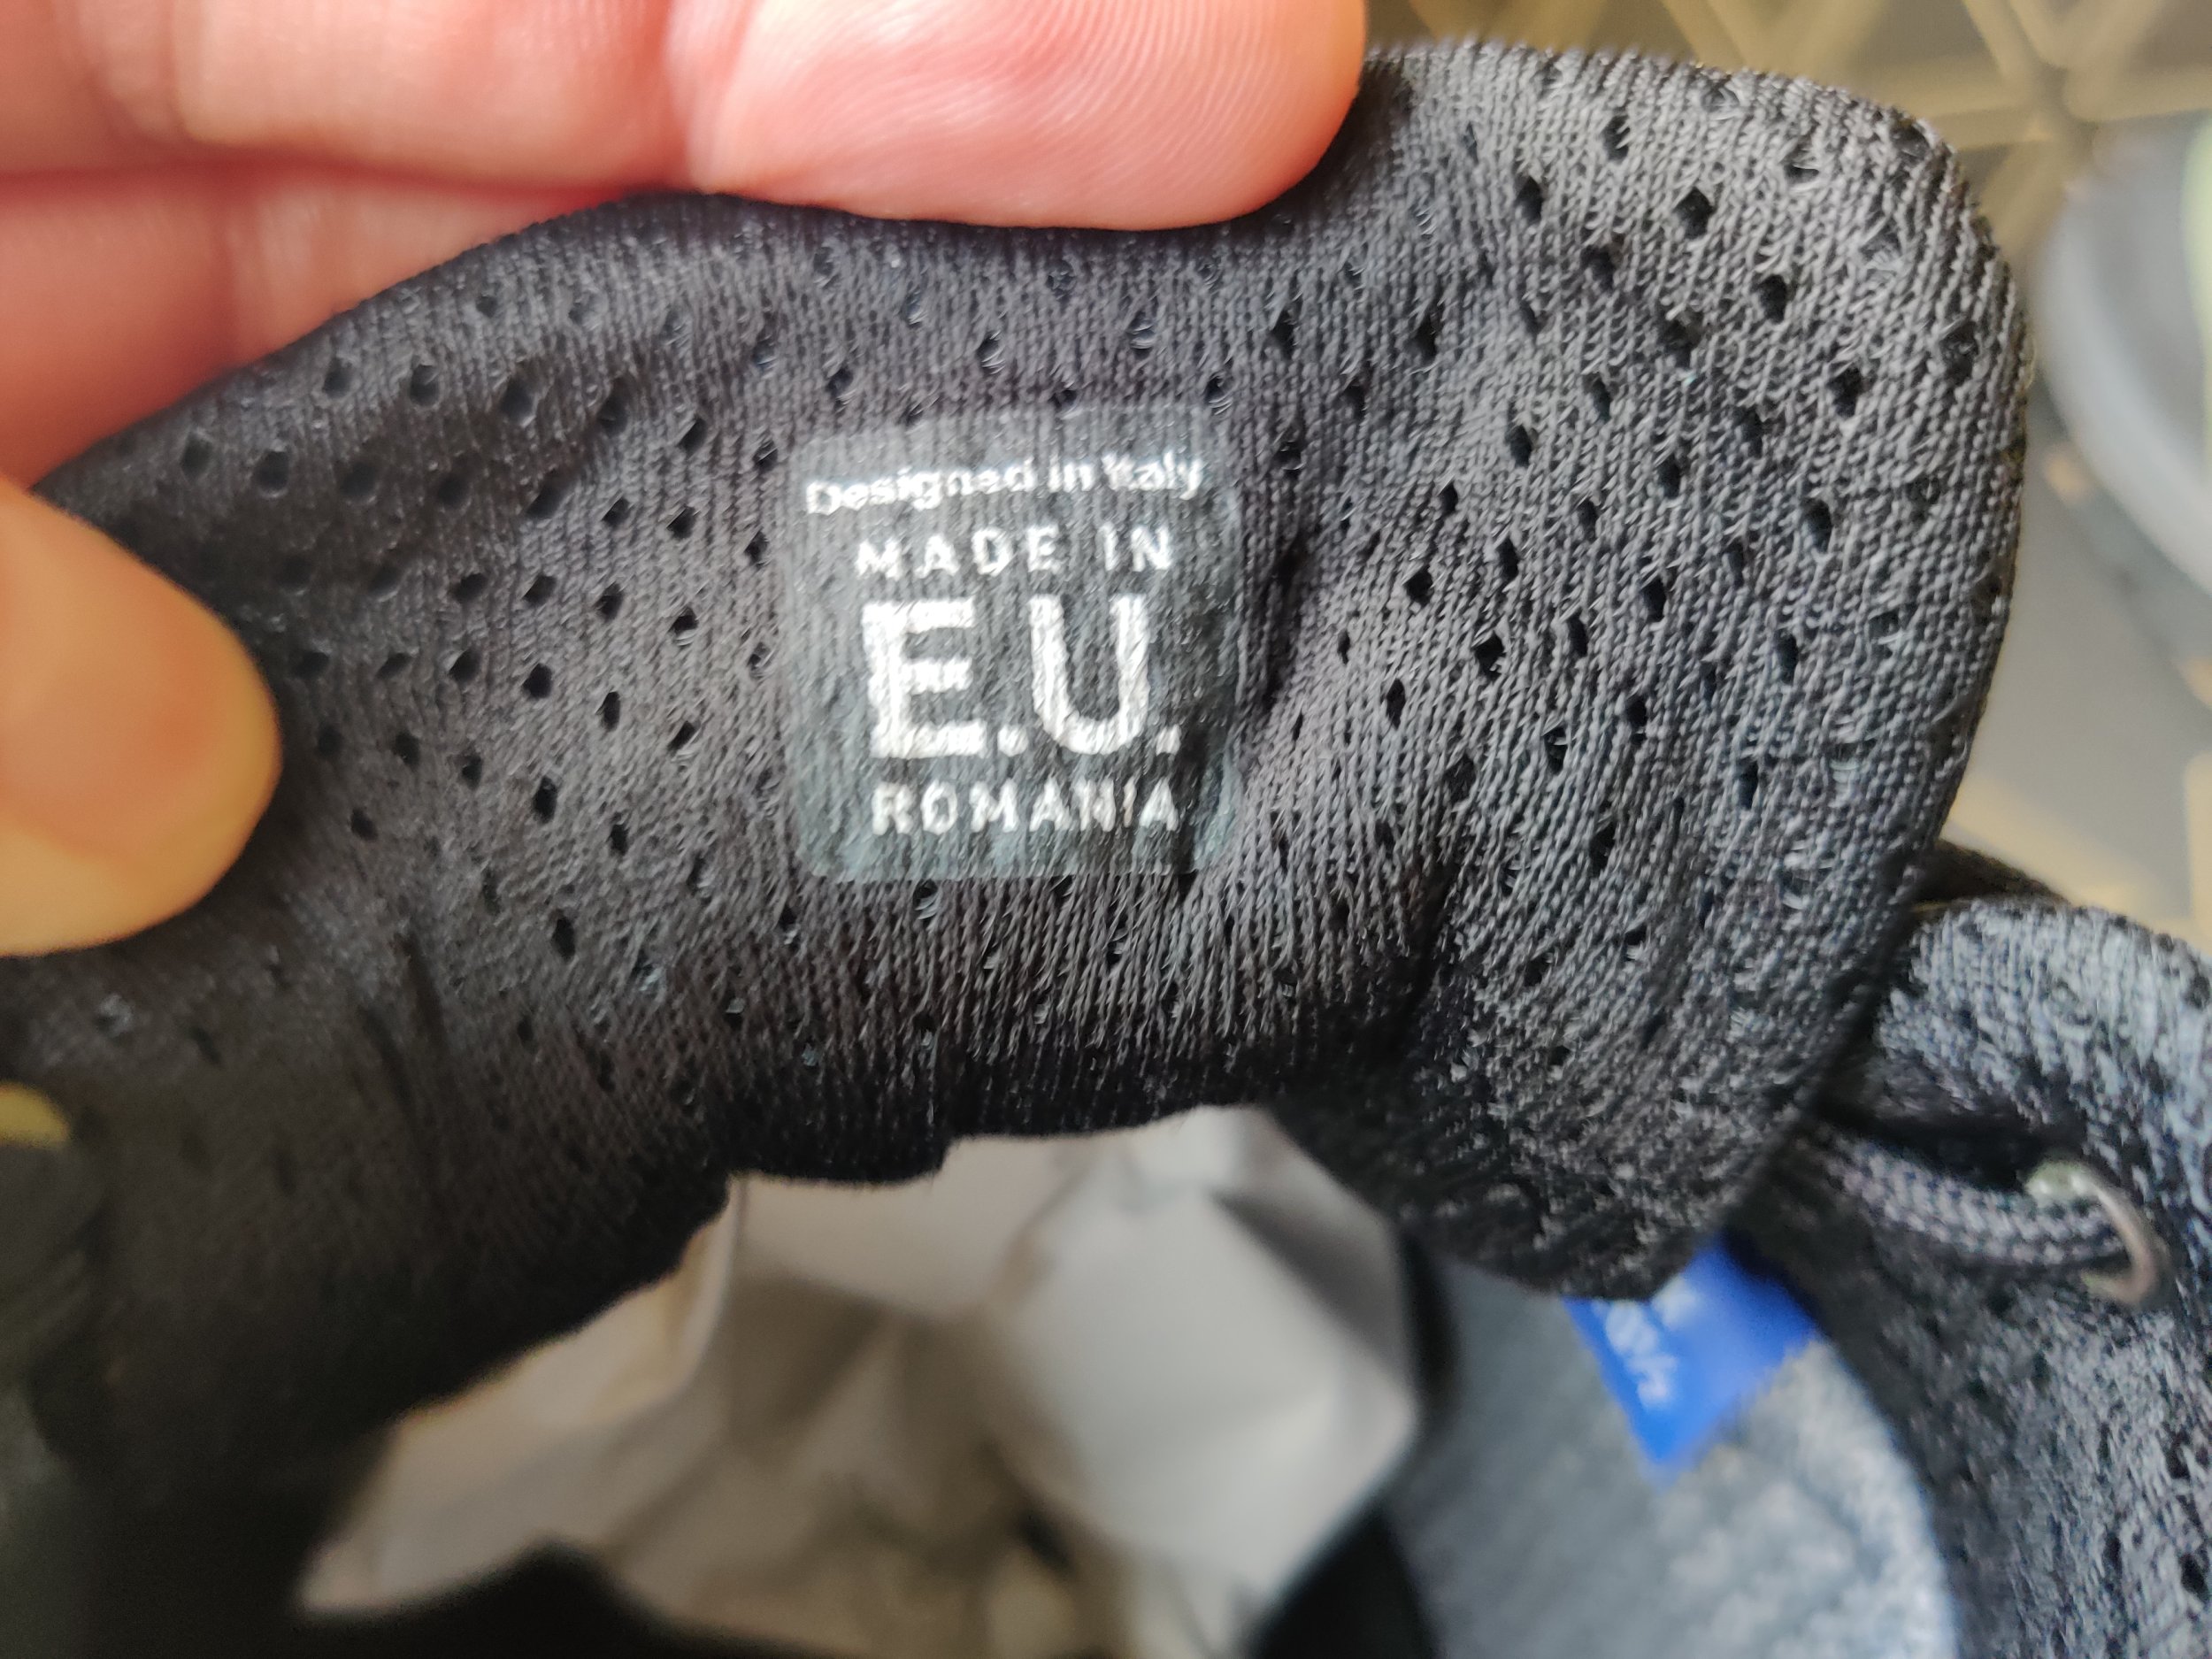 Designed in Italy
MADE IN
E.U.
ROMANIA